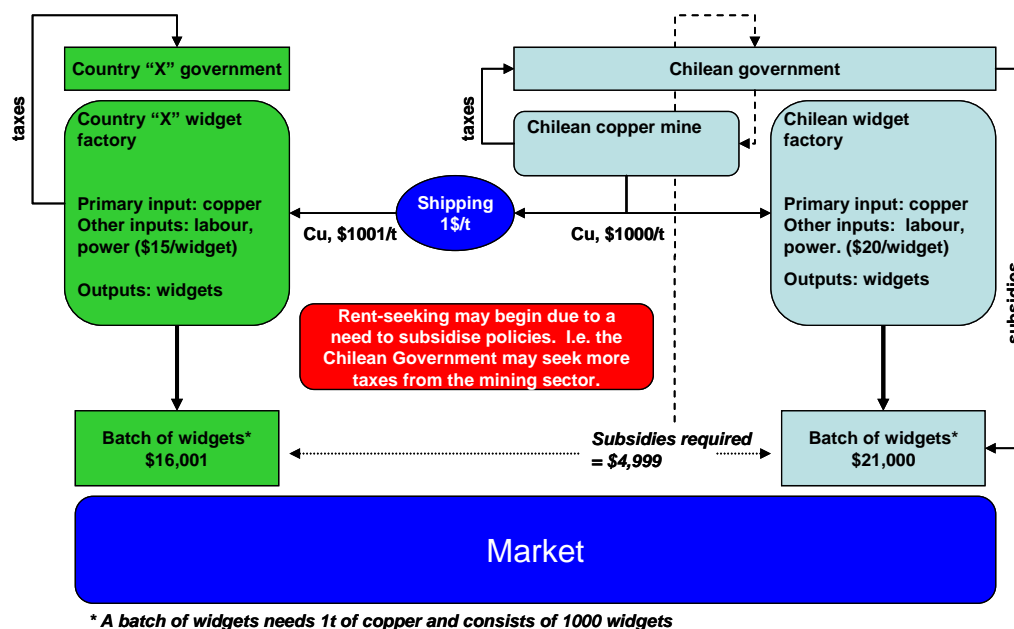 Country “X” government
Chilean government
taxes
Country “X” widget
factory
Primary input: copper
Other inputs: labour,
power ($15/widget)
Outputs: widgets
taxes
Chilean copper mine
Chilean widget
factory
Primary input: copper
Other inputs:  labour,
power. ($20/widget)
Outputs: widgets
Shipping
1$/t
Cu, $1001/t
Cu, $1000/t
subsidies
Rent-seeking may begin due to a
need to subsidise policies.  I.e. the
Chilean Government may seek more
taxes from the mining sector.
Batch of widgets*
$16,001
Subsidies required
= $4,999
Batch of widgets*
$21,000
Market
* A batch of widgets needs 1t of copper and consists of 1000 widgets